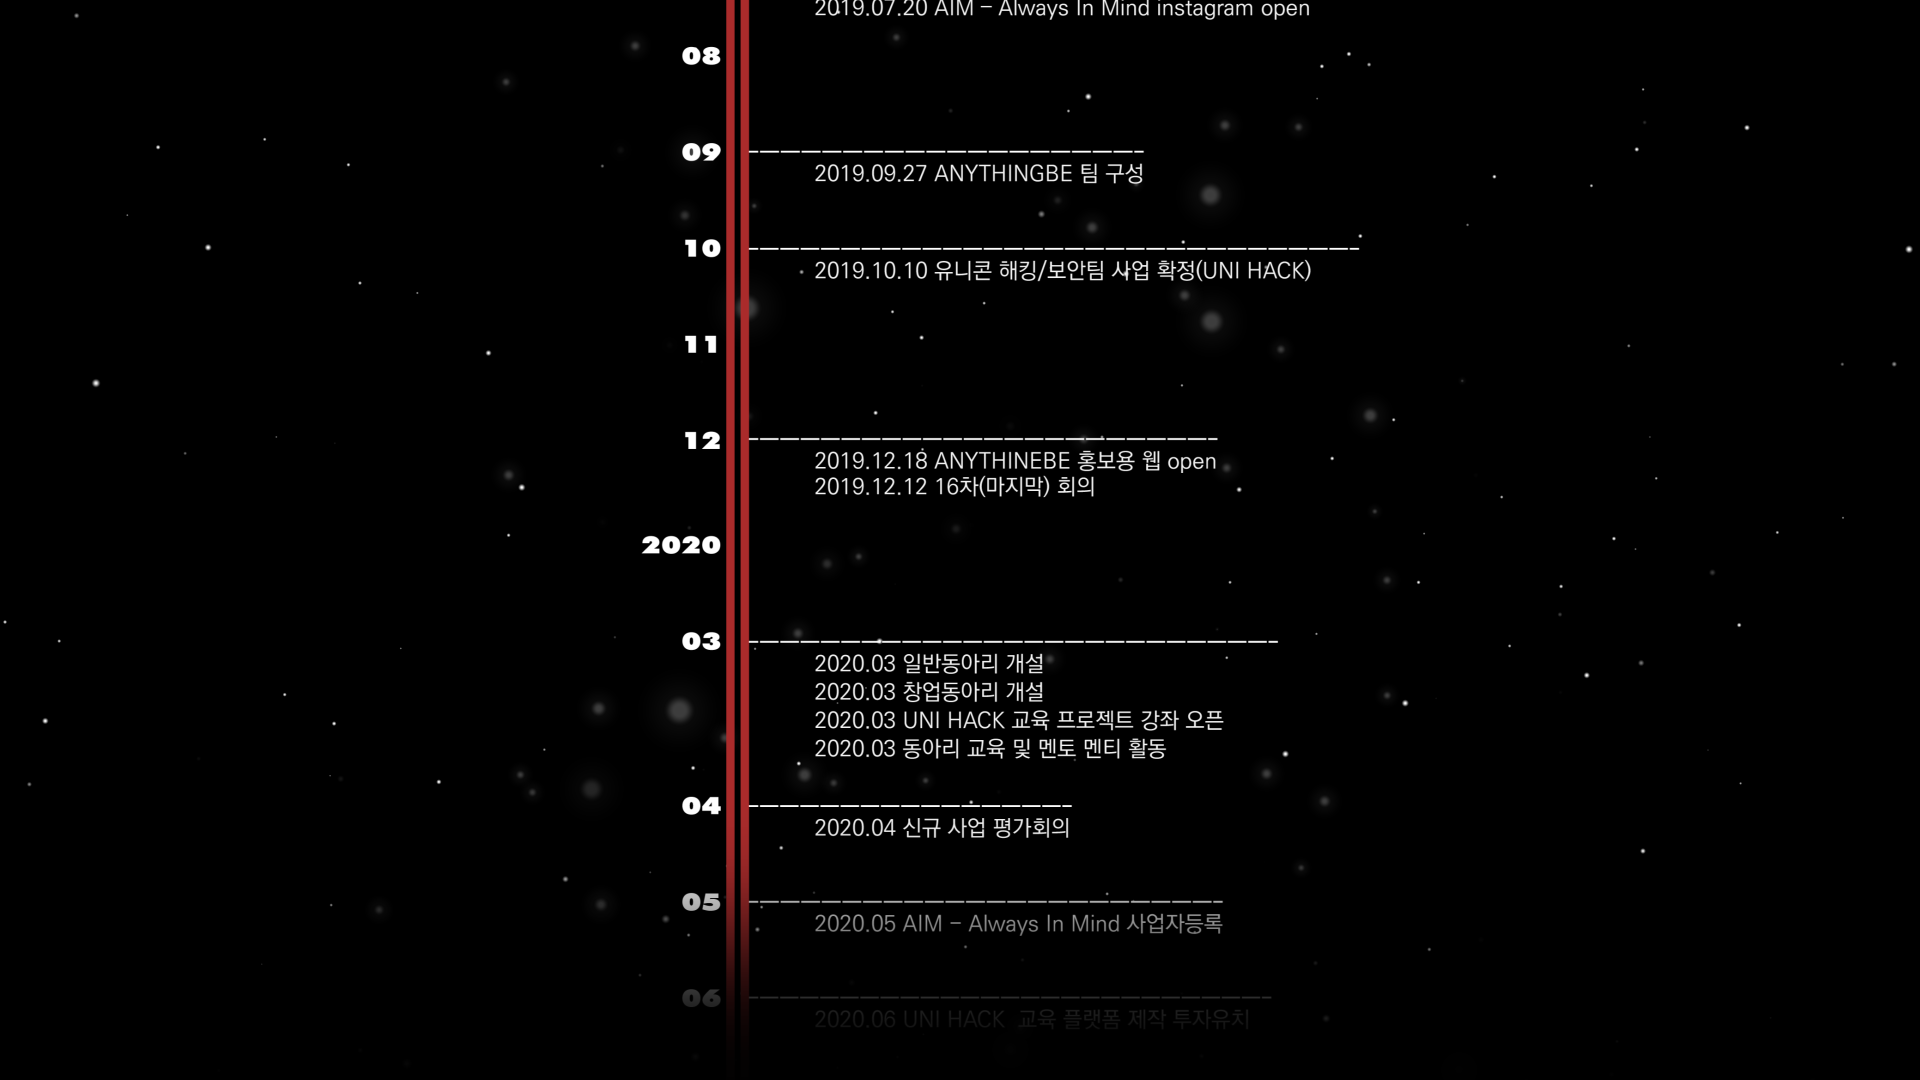 2019.07.20 AIM – Always In Mind instagram open
08
09
2019.09.27 ANYTHINGBE 팀 구성
10
2019.10.10 유니콘 해킹/보안팀 사업 확정(UNI HACK)
11
12
2019.12.18 ANYTHINEBE 홍보용 웹 open
2019.12.12 16차(마지막) 회의
2020
03
2020.03 일반동아리 개설
2020.03 창업동아리 개설
2020.03 UNI HACK 교육 프로젝트 강좌 오픈
2020.03 동아리 교육 및 멘토 멘티 활동
04
2020.04 신규 사업 평가회의
05
2020.05 AIM – Always In Mind 사업자등록
06
2020.06 UNI HACK 교육 플랫폼 제작 투자유치